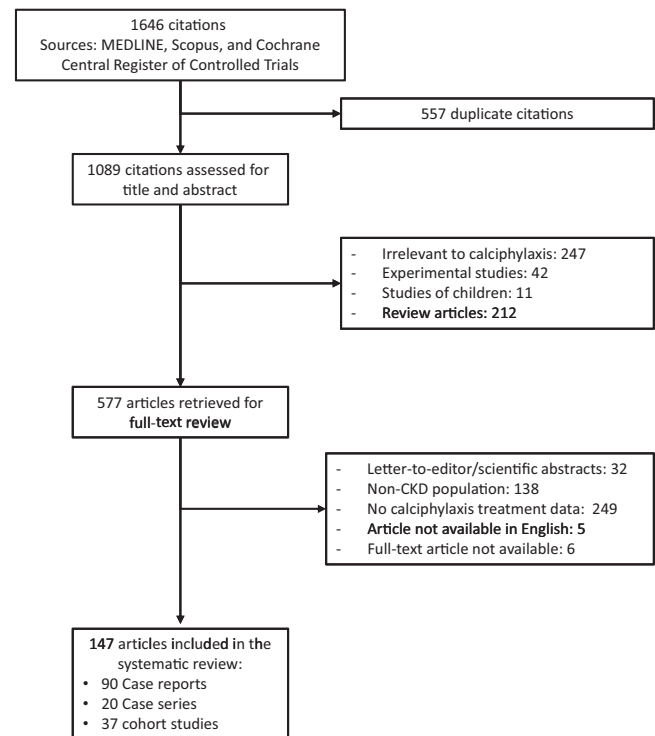 1646 citations
Sources: MEDLINE, Scopus, and Cochrane
Central Register of Controlled Trials
557 duplicate citations
1089 citations assessed for
title and abstract
- Irrelevant to calciphylaxis: 247
- Experimental studies: 42
- Studies of children: 11
- Review articles: 212
577 articles retrieved for
full-text review
- Letter-to-editor/scientific abstracts: 32
- Non-CKD population: 138
- No calciphylaxis treatment data: 249
- Article not available in English: 5
- Full-text article not available: 6
147 articles included in the
systematic review:
• 90 Case reports
• 20 Case series
• 37 cohort studies